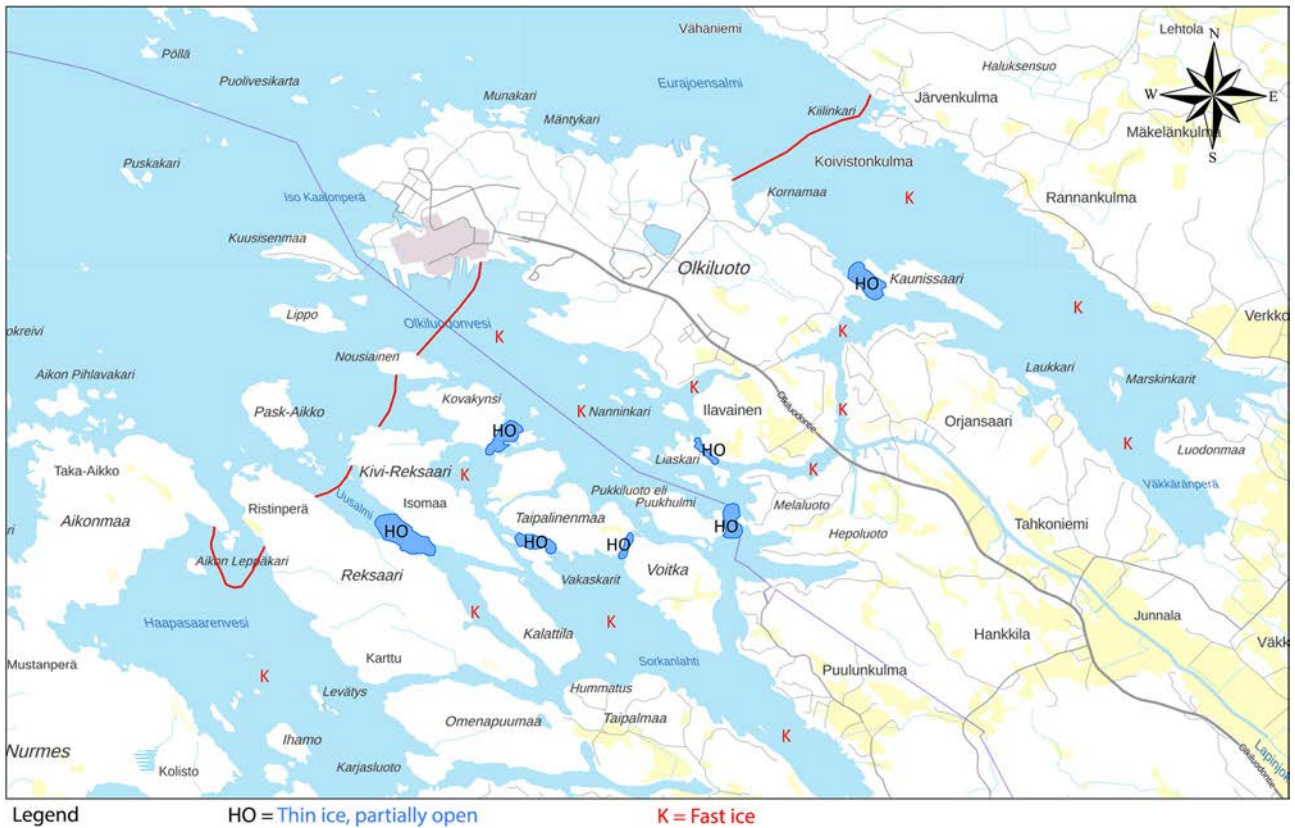 Vähäniemi
Lehtola
N
Pöllä
Puolivesikarta
Eurajoensalmi
Haluksensuo
W
E
Munakari
Mäntykari
Kiilinkari
Järvenkulma
Mäkelänkulma
S
Puskakari
Koivistonkulma
Iso Kaalonperä
Kornamaa
K
Rannankulma
Kuusisenmaa
Olkiluoto
HO
Kaunissaari
Lippo
Olkiluodonvesi
K
K
K
Verkko
okreivi
Nousiainen
Aikon Pihlavakari
Kovakynsi
K
Laukkari
Marskinkarit
Pask-Aikko
K
Nanninkari
Ilavainen
Olkiluodontie
K
Orjansaari
HO
HO
K
Luodonmaa
Taka-Aikko
Kivi-Reksaari
K
Liaskari
K
Väkkäränperä
Uusalmi
Isomaa
Pukkiluoto eli
Puukhulmi
Melaluoto
Ristinperä
Aikonmaa
HO
Taipalinenmaa
HO
HO
HO
Hepoluoto
Tahkoniemi
ri
Aikon Leppäkari
Reksaari
Vakaskarit
Voitka
Haapasaarenvesi
K
Kalattila
K
Junnala
Hankkila
Väkk
Mustanperä
Karttu
Sorkanlahti
Puulunkulma
K
Levätys
Hummatus
Omenapuumaa
Taipalmaa
Nurmes
Ihamo
K
Kolisto
Karjasluoto
Lapinjok
Olkiluodontie
Legend
HO = Thin ice, partially open
K = Fast ice